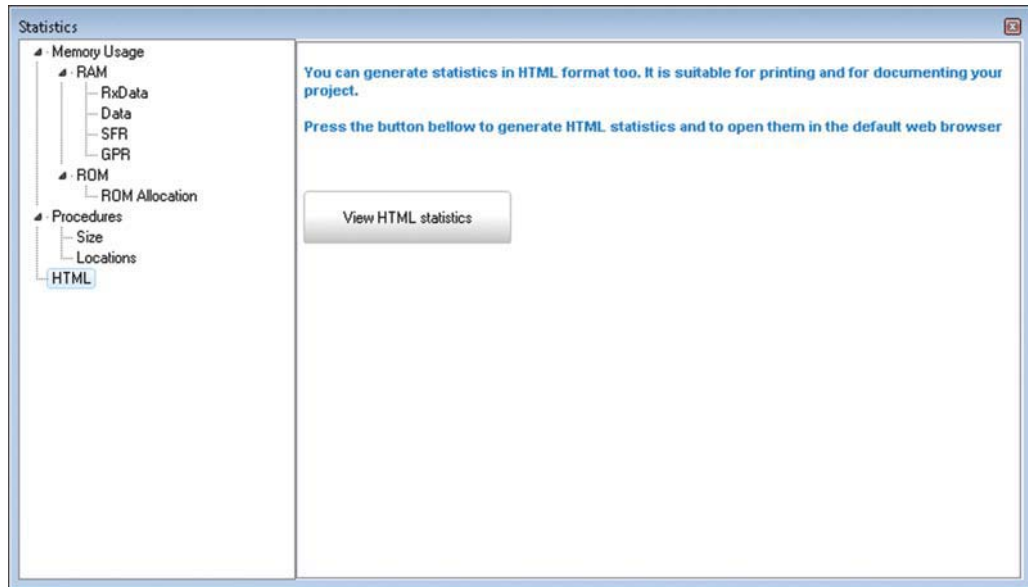 Statistics
Memory Usage
RAM
RxData
Data
SFR
GPR
ROM
ROM Allocation
Procedures
Size
Locations
HTML
You can generate statistics in HTML format too. It is suitable for printing and for documenting your
project.
Press the button bellow to generate HTML statistics and to open them in the default web browser
View HTML statistics